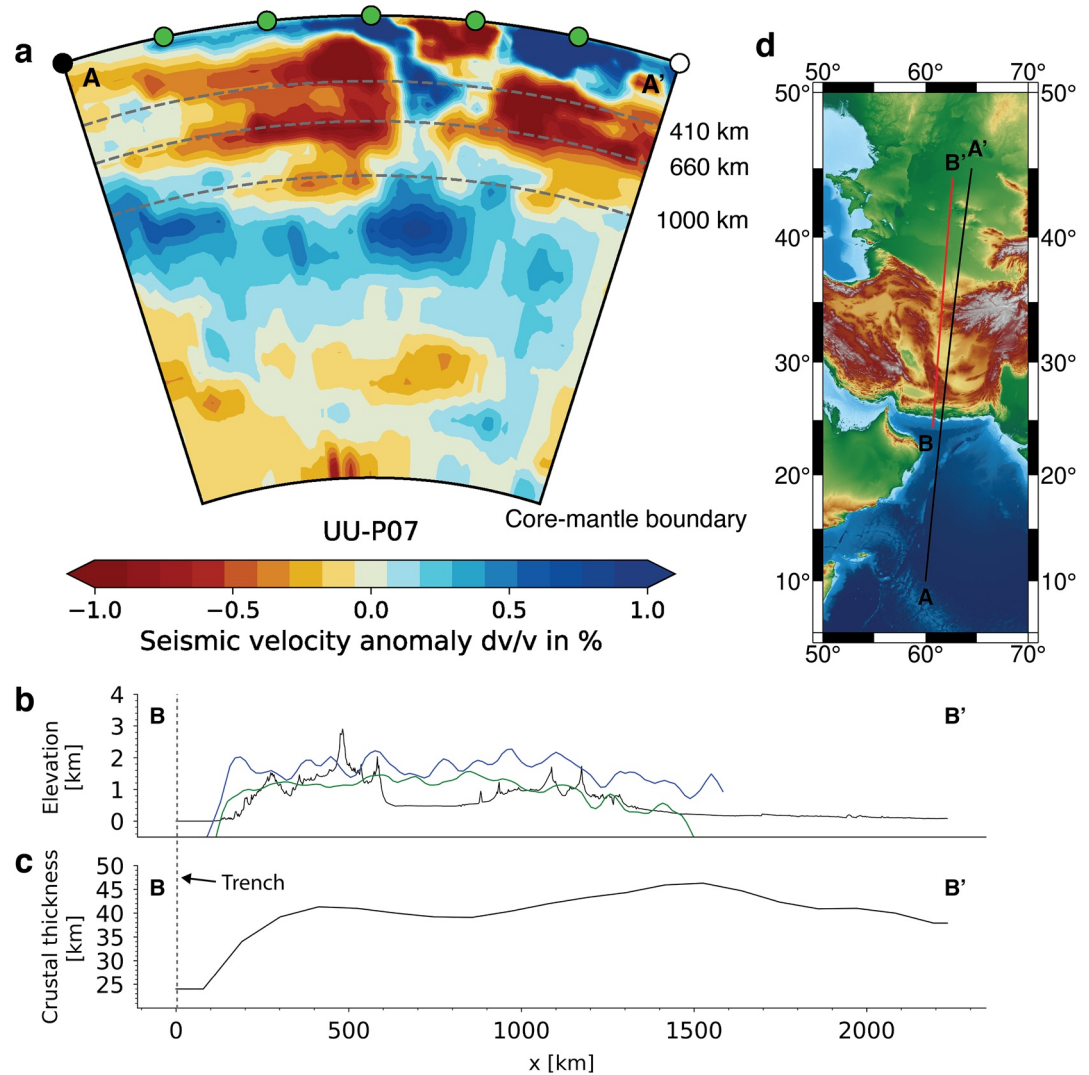 a
A
A'
410 km
660 km
1000 km
Core-mantle boundary
UU-P07
−1.0 −0.5 0.0 0.5 1.0
Seismic velocity anomaly dv/v in %
d
50° 60° 70°
50° 50°
B' A'
40° 40°
30° 30°
B
20° 20°
10° 10°
A
50° 60° 70°
b
B B’
Elevation
[km]
4
3
2
1
0
c
B B’
Trench
Crustal thickness
[km]
50
45
40
35
30
25
0 500 1000 1500 2000
x [km]